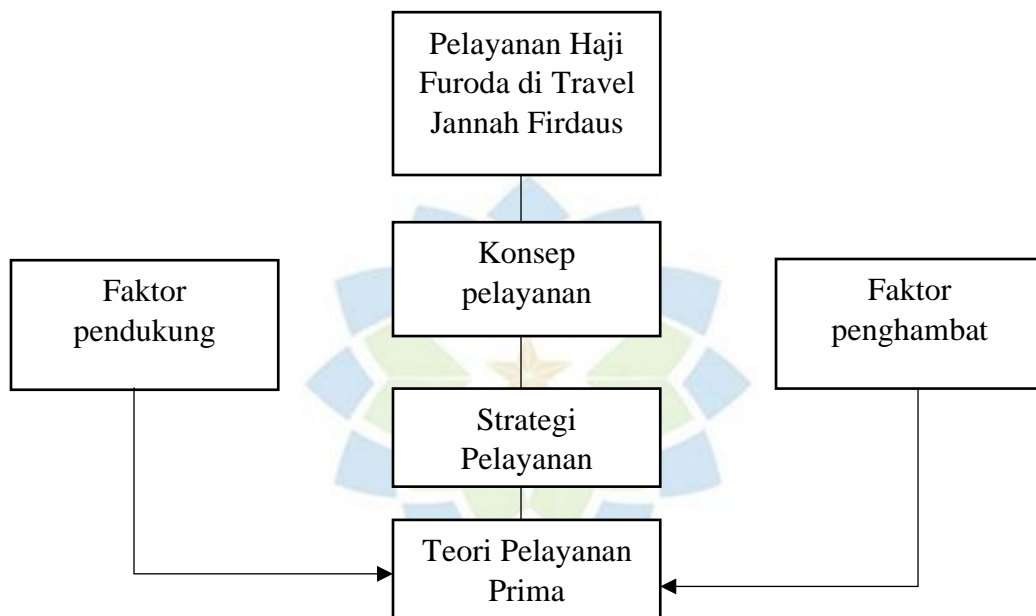 Pelayanan Haji
Furoda di Travel
Jannah Firdaus
Konsep
pelayanan
Faktor
pendukung
Faktor
penghambat
Strategi
Pelayanan
Teori Pelayanan
Prima